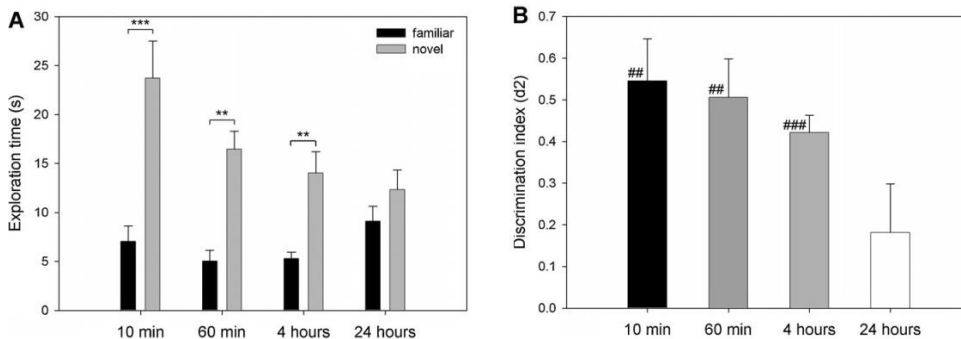 A
Exploration time (s)
30
25
20
15
10
5
0
***
**
**
familiar
novel
10 min
60 min
4 hours
24 hours
B
Discrimination index (d2)
0.7
0.6
0.5
0.4
0.3
0.2
0.1
0.0
##
##
###
10 min
60 min
4 hours
24 hours